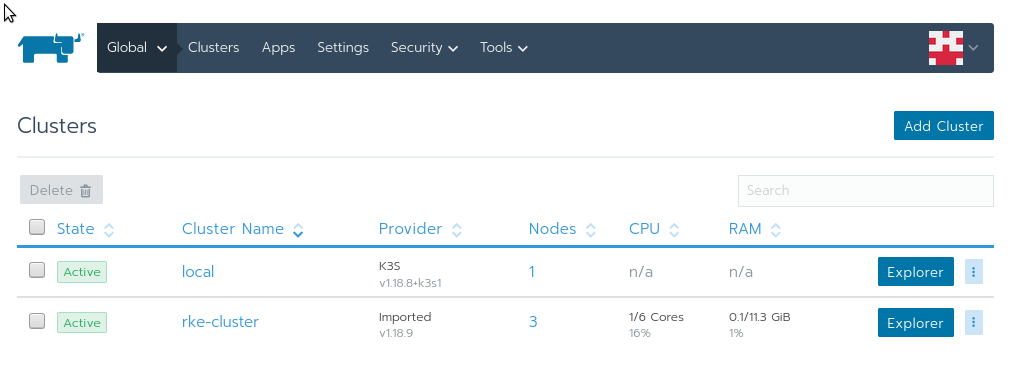 Global Clusters Apps Settings Security Tools
Clusters
Add Cluster
Delete
Search
State Cluster Name Provider Nodes CPU RAM
Active local K3S 1 n/a n/a Explorer
v1.18.8+k3s1
Active rke-cluster Imported 3 1/6 Cores 0.1/11.3 GiB Explorer
v1.18.9 16% 1%